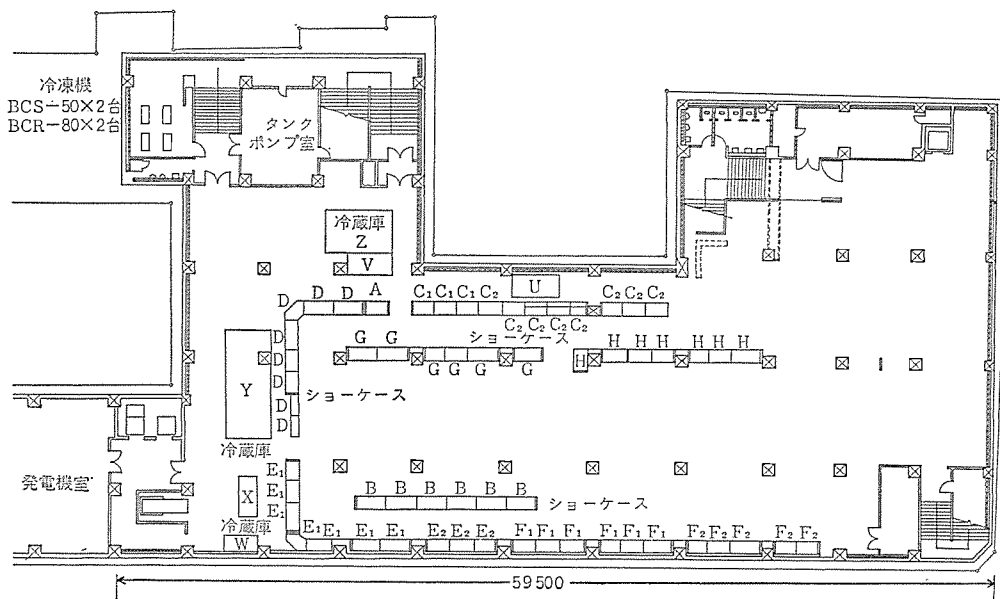 冷凍機
BCS-50×2台
BCR-80×2台
タンク
ポンプ室
冷蔵庫
Z
V
U
D D D A C₁ C₁ C₁ C₂ C₂ C₂ C₂
C₂ C₂ C₂ C₂
ショーケース
D G G H H H H H H
G G G G H
D
D
Y
ショーケース
D
D
冷蔵庫
発電機室
E₁
E₁
E₁
X
冷蔵庫
W
B B B B B B ショーケース
E₁ E₁ E₁ E₁ E₂ E₂ E₂ F₁ F₁ F₁ F₁ F₁ F₁ F₂ F₂ F₂ F₂ F₂
59500